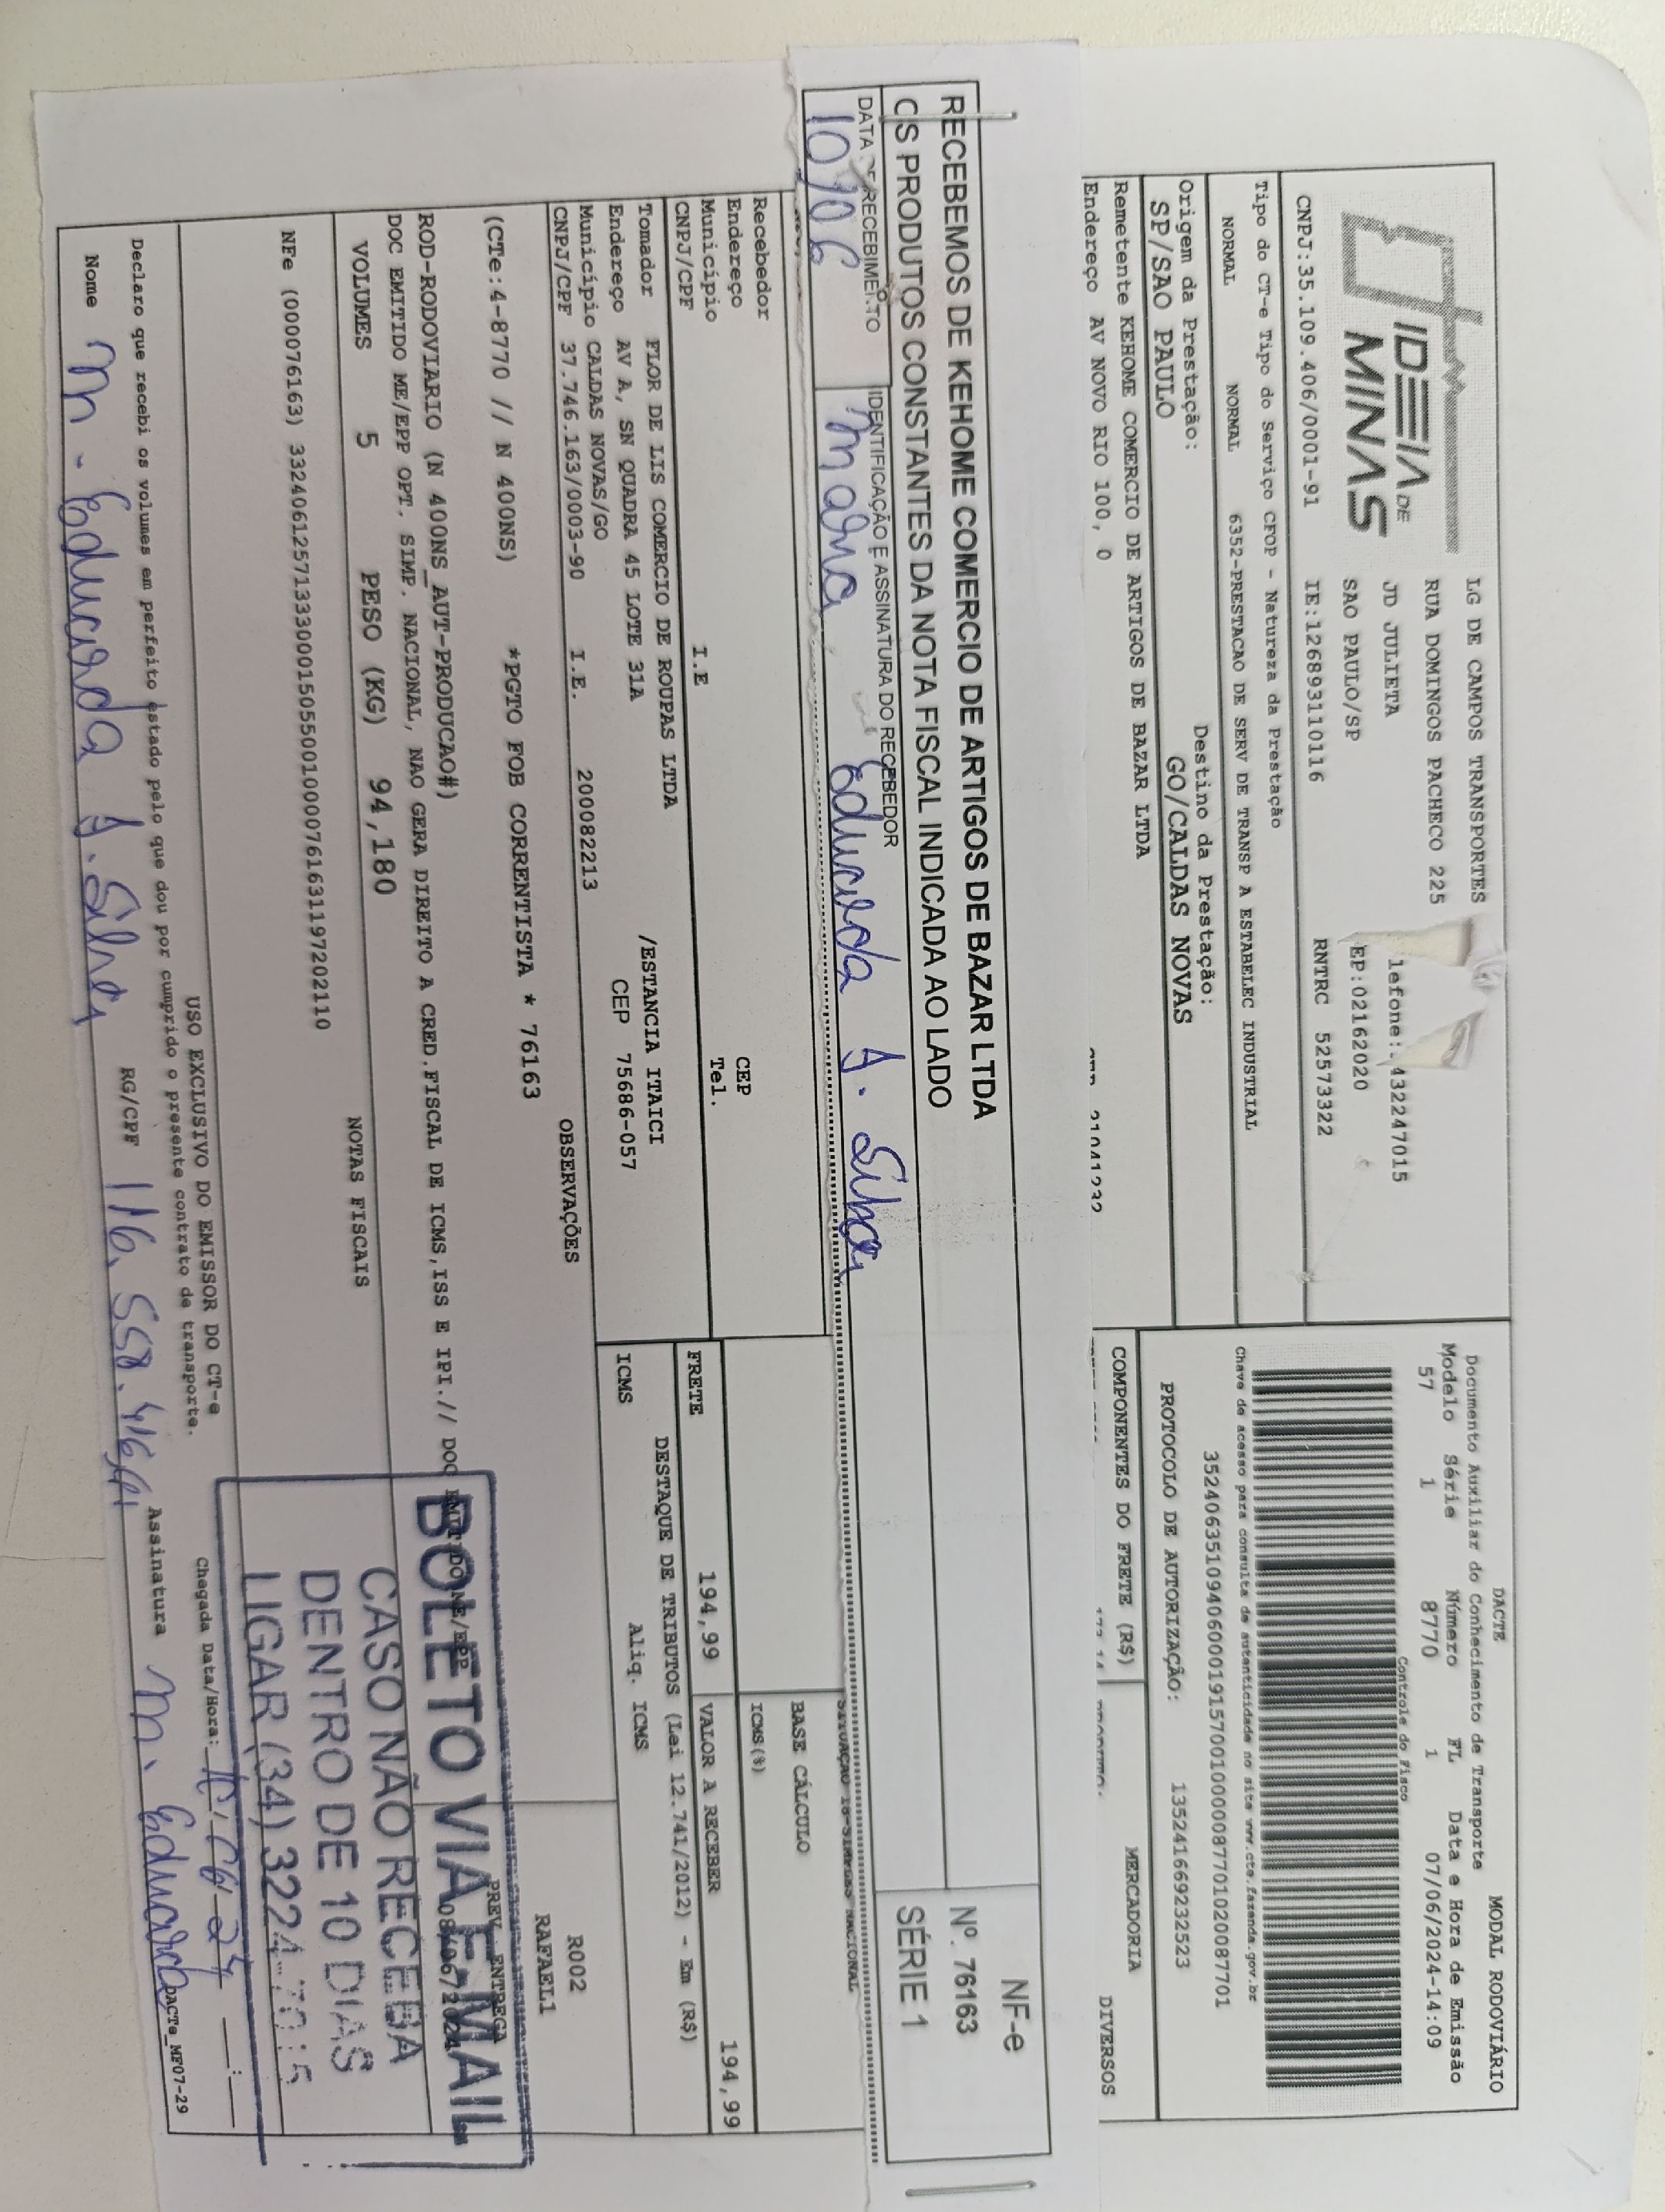 IDEIA DE
MINAS
LG DE CAMPOS TRANSPORTES
RUA DOMINGOS PACHECO 225
JD JULIETA
SAO PAULO/SP
lefone: 432247015
EP:02162020
CNPJ:35.109.406/0001-91 IE:126893110116 RNTRC 52573322
DACTE
Documento Auxiliar do Conhecimento de Transporte
MODAL RODOVIÁRIO
Modelo Série Número FL Data e Hora de Emissão
57 1 8770 1 07/06/2024-14:09
Controle do Fisco
Tipo do CT-e Tipo do Serviço CFOP - Natureza da Prestação
NORMAL NORMAL 6352-PRESTACAO DE SERV DE TRANSP A ESTABELEC INDUSTRIAL
Chave de acesso para consulta de autenticidade no site www.cte.fazenda.gov.br
35240635109406000191570010000087701020087701
Origem da Prestação: Destino da Prestação:
SP/SAO PAULO GO/CALDAS NOVAS
PROTOCOLO DE AUTORIZAÇÃO: 135241669232523
Remetente KEHOME COMERCIO DE ARTIGOS DE BAZAR LTDA
Endereço AV NOVO RIO 100, 0
COMPONENTES DO FRETE (R$) MERCADORIA DIVERSOS
21041232
RECEBEMOS DE KEHOME COMERCIO DE ARTIGOS DE BAZAR LTDA
OS PRODUTOS CONSTANTES DA NOTA FISCAL INDICADA AO LADO
NF-e
Nº. 76163
SÉRIE 1
DATA DE RECEBIMENTO IDENTIFICAÇÃO E ASSINATURA DO RECEBEDOR
10/06 Maria Eduarda A. Silva
SITUAÇÃO NACIONAL
Recebedor
Endereço CEP
Município Tel.
CNPJ/CPF I.E
BASE CÁLCULO
ICMS(%)
FRETE 194,99 VALOR A RECEBER 194,99
Tomador FLOR DE LIS COMERCIO DE ROUPAS LTDA
Endereço AV A, SN QUADRA 45 LOTE 31A /ESTANCIA ITAICI
Município CALDAS NOVAS/GO CEP 75686-057
CNPJ/CPF 37.746.163/0003-90 I.E. 200082213
DESTAQUE DE TRIBUTOS (Lei 12.741/2012) - Em (R$)
ICMS Aliq. ICMS
OBSERVAÇÕES
R002
RAFAEL1
(CTe:4-8770 // N 400NS) *PGTO FOB CORRENTISTA * 76163
PREV. ENTREGA
ROD-RODOVIARIO (N 400NS_AUT-PRODUCAO#)
DOC EMITIDO ME/EPP OPT. SIMP. NACIONAL, NAO GERA DIREITO A CRED.FISCAL DE ICMS,ISS E IPI.// DOC EMITIDO ME/EPP
VOLUMES 5 PESO (KG) 94,180
NOTAS FISCAIS
NFe (000076163) 33240612571333000150550010000761631197202110
BOLETO VIA E-MAIL
CASO NÃO RECEBA
DENTRO DE 10 DIAS
LIGAR (34) 3224-7015
USO EXCLUSIVO DO EMISSOR DO CT-e
Declaro que recebi os volumes em perfeito estado pelo que dou por cumprido o presente contrato de transporte.
Chegada Data/Hora: 10/06/24 __:__
Nome M. Eduarda A. Silva RG/CPF Assinatura M. Eduarda
DACTe_MF07-29